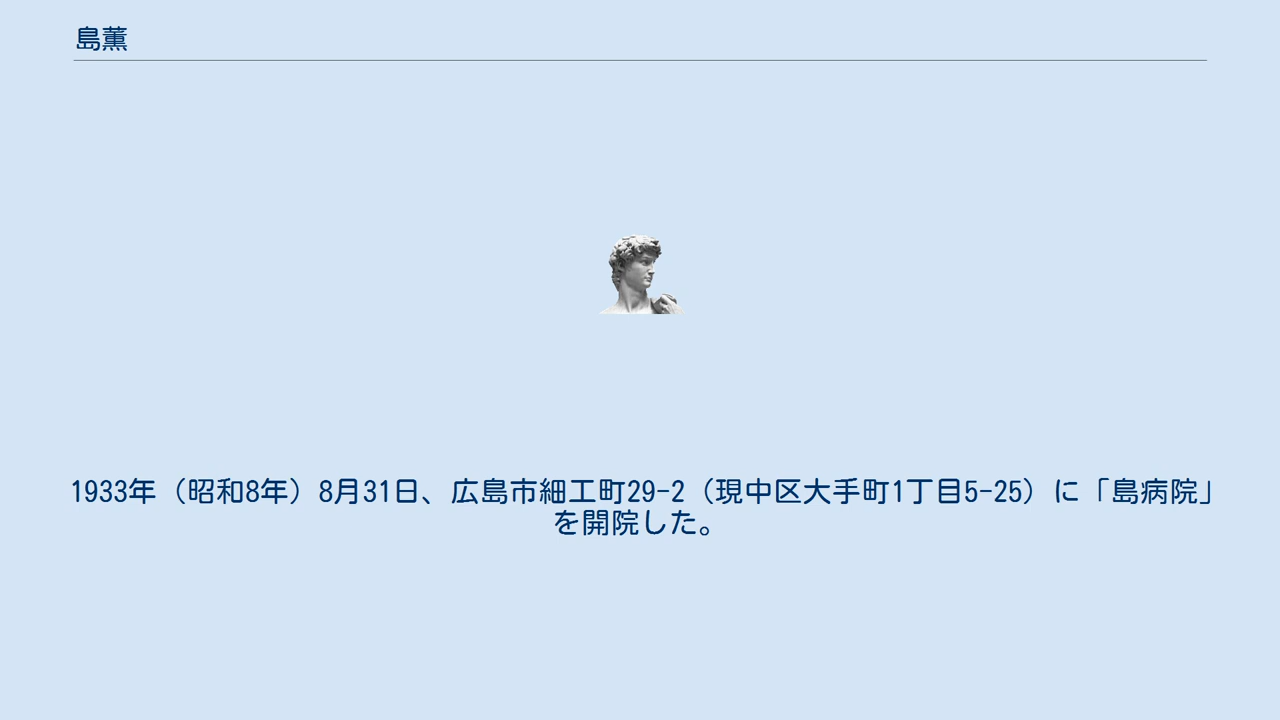 島薫
1933年（昭和8年）8月31日、広島市細工町29-2（現中区大手町1丁目5-25）に「島病院」
を開院した。